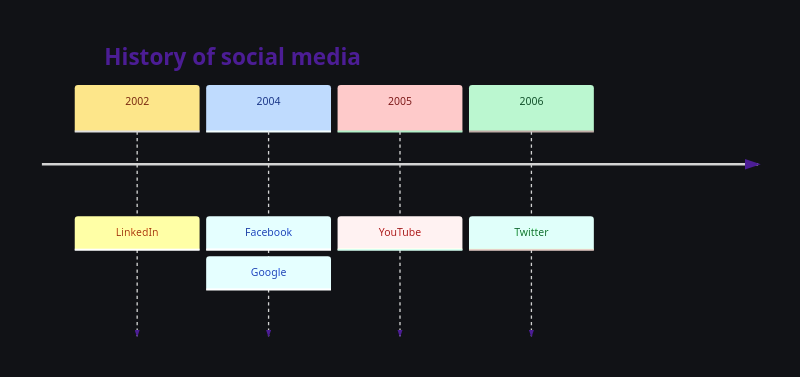 History of social media
2002
2004
2005
2006
LinkedIn
Facebook
YouTube
Twitter
Google